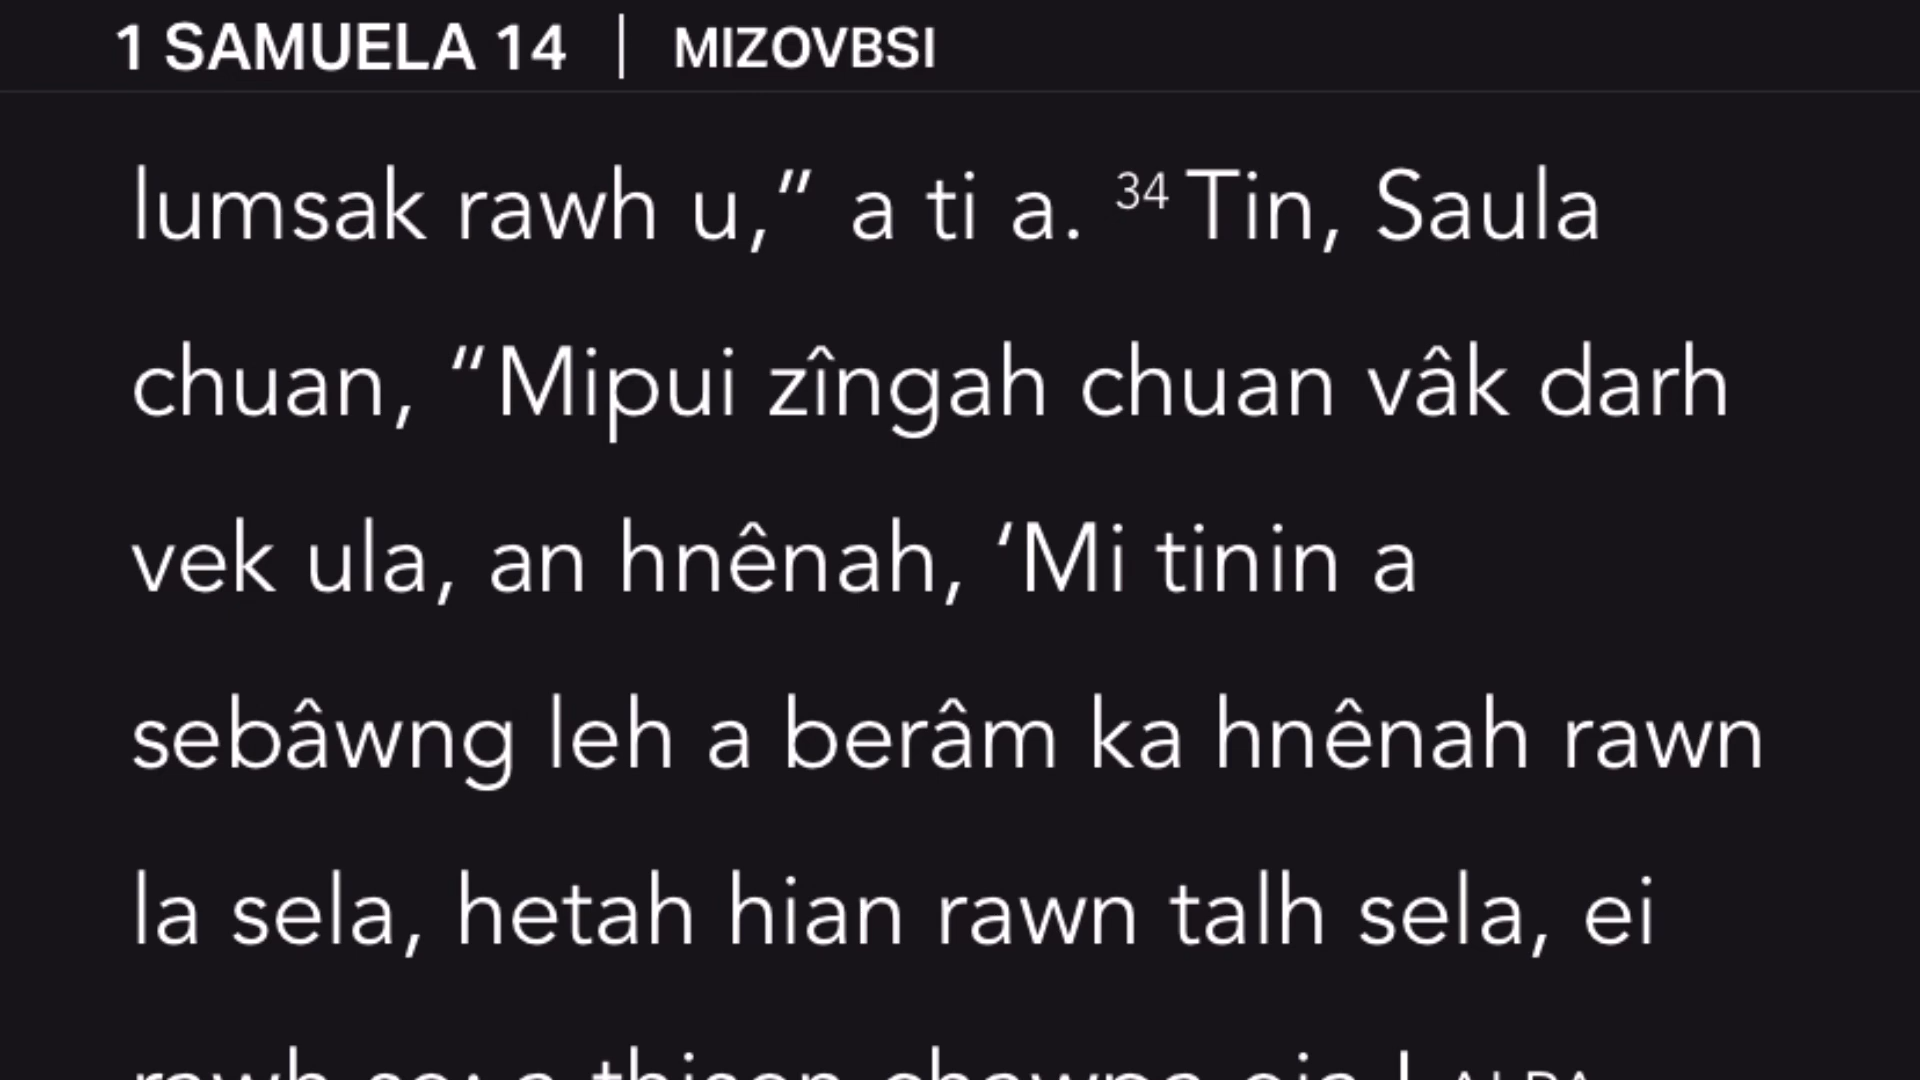 1 SAMUELA 14 | MIZOVBSI
lumsak rawh u,” a ti a. 34 Tin, Saula
chuan, “Mipui zîngah chuan vâk darh
vek ula, an hnênah, ‘Mi tinin a
sebâwng leh a berâm ka hnênah rawn
la sela, hetah hian rawn talh sela, ei